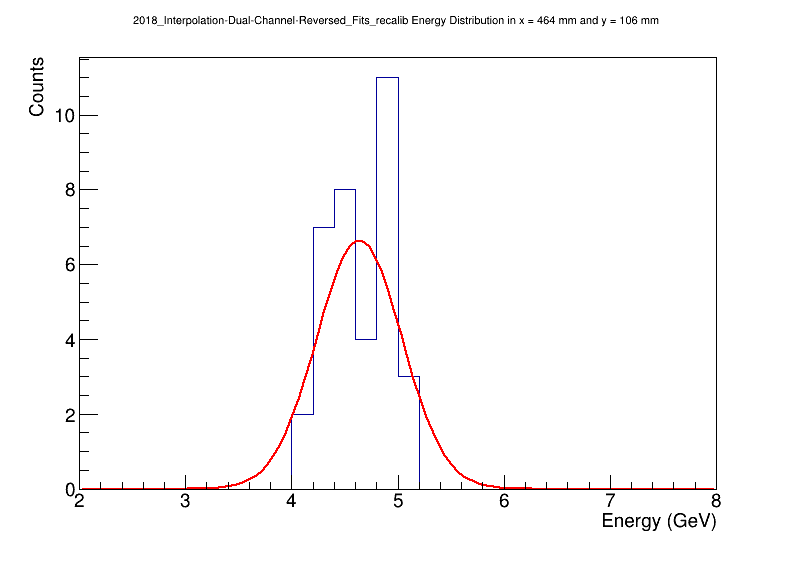 2018_Interpolation-Dual-Channel-Reversed_Fits_recalib Energy Distribution in x = 464 mm and y = 106 mm
Counts
10
8
6
4
2
0
2 3 4 5 6 7 8
Energy (GeV)